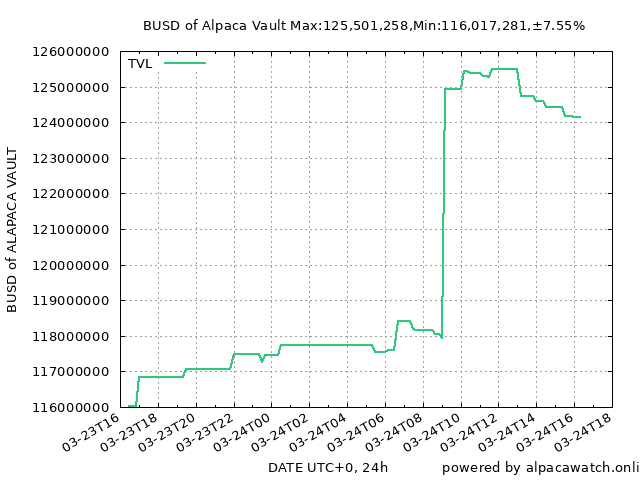 BUSD of Alpaca Vault Max:125,501,258,Min:116,017,281,±7.55%
TVL
126000000
125000000
124000000
123000000
122000000
121000000
120000000
119000000
118000000
117000000
116000000
BUSD of ALAPACA VAULT
03-23T16
03-23T18
03-23T20
03-23T22
03-24T00
03-24T02
03-24T04
03-24T06
03-24T08
03-24T10
03-24T12
03-24T14
03-24T16
03-24T18
DATE UTC+0, 24h
powered by alpacawatch.onli